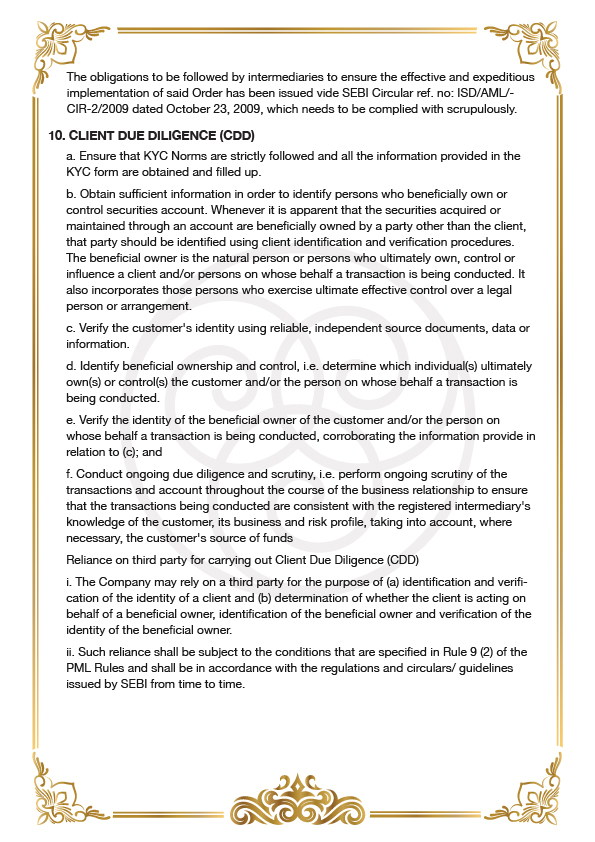 The obligations to be followed by intermediaries to ensure the effective and expeditious
implementation of said Order has been issued vide SEBI Circular ref. no: ISD/AML/-
CIR-2/2009 dated October 23, 2009, which needs to be complied with scrupulously.
10. CLIENT DUE DILIGENCE (CDD)
a. Ensure that KYC Norms are strictly followed and all the information provided in the
KYC form are obtained and filled up.
b. Obtain sufficient information in order to identify persons who beneficially own or
control securities account. Whenever it is apparent that the securities acquired or
maintained through an account are beneficially owned by a party other than the client,
that party should be identified using client identification and verification procedures.
The beneficial owner is the natural person or persons who ultimately own, control or
influence a client and/or persons on whose behalf a transaction is being conducted. It
also incorporates those persons who exercise ultimate effective control over a legal
person or arrangement.
c. Verify the customer's identity using reliable, independent source documents, data or
information.
d. Identify beneficial ownership and control, i.e. determine which individual(s) ultimately
own(s) or control(s) the customer and/or the person on whose behalf a transaction is
being conducted.
e. Verify the identity of the beneficial owner of the customer and/or the person on
whose behalf a transaction is being conducted, corroborating the information provide in
relation to (c); and
f. Conduct ongoing due diligence and scrutiny, i.e. perform ongoing scrutiny of the
transactions and account throughout the course of the business relationship to ensure
that the transactions being conducted are consistent with the registered intermediary's
knowledge of the customer, its business and risk profile, taking into account, where
necessary, the customer's source of funds
Reliance on third party for carrying out Client Due Diligence (CDD)
i. The Company may rely on a third party for the purpose of (a) identification and verifi-
cation of the identity of a client and (b) determination of whether the client is acting on
behalf of a beneficial owner, identification of the beneficial owner and verification of the
identity of the beneficial owner.
ii. Such reliance shall be subject to the conditions that are specified in Rule 9 (2) of the
PML Rules and shall be in accordance with the regulations and circulars/ guidelines
issued by SEBI from time to time.